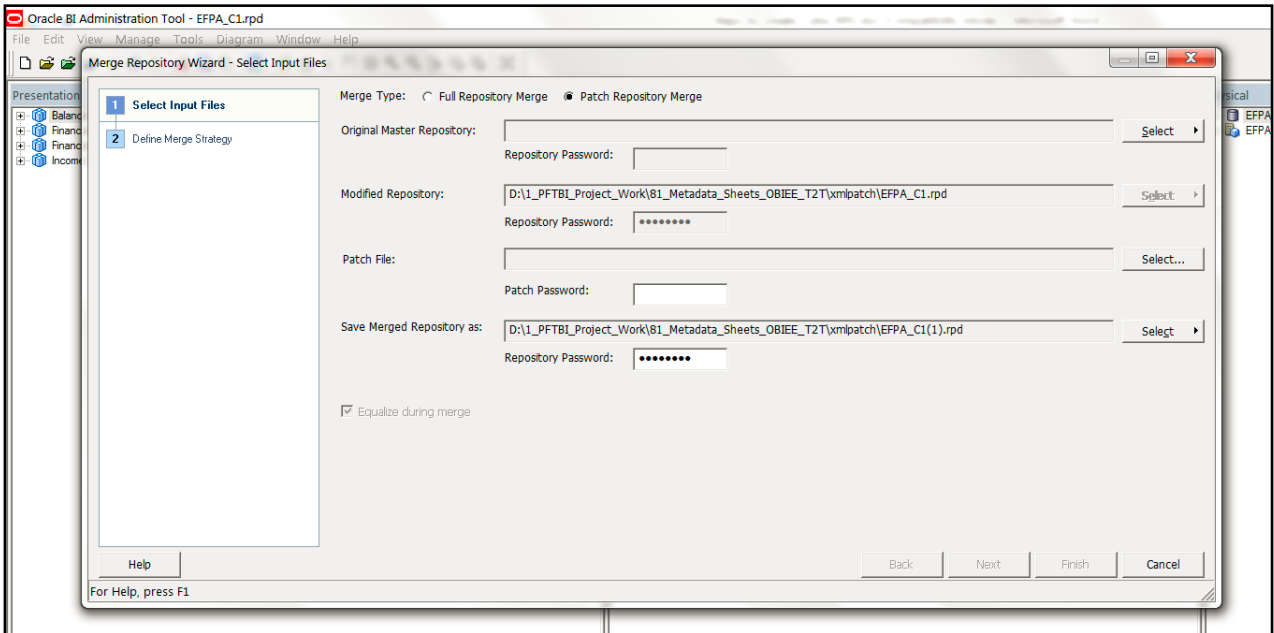 Oracle BI Administration Tool - EFPA_C1.rpd
File Edit View Manage Tools Diagram Window Help
Merge Repository Wizard - Select Input Files
Presentation
Balanc
Financ
Financ
Income
sical
EFPA
EFPA
1 Select Input Files
2 Define Merge Strategy
Merge Type: Full Repository Merge Patch Repository Merge
Original Master Repository: Select
Repository Password:
Modified Repository: D:\1_PFTBI_Project_Work\81_Metadata_Sheets_OBIEE_T2T\xmlpatch\EFPA_C1.rpd Select
Repository Password: ••••••••
Patch File: Select...
Patch Password:
Save Merged Repository as: D:\1_PFTBI_Project_Work\81_Metadata_Sheets_OBIEE_T2T\xmlpatch\EFPA_C1(1).rpd Select
Repository Password: ••••••••
Equalize during merge
Help Back Next Finish Cancel
For Help, press F1